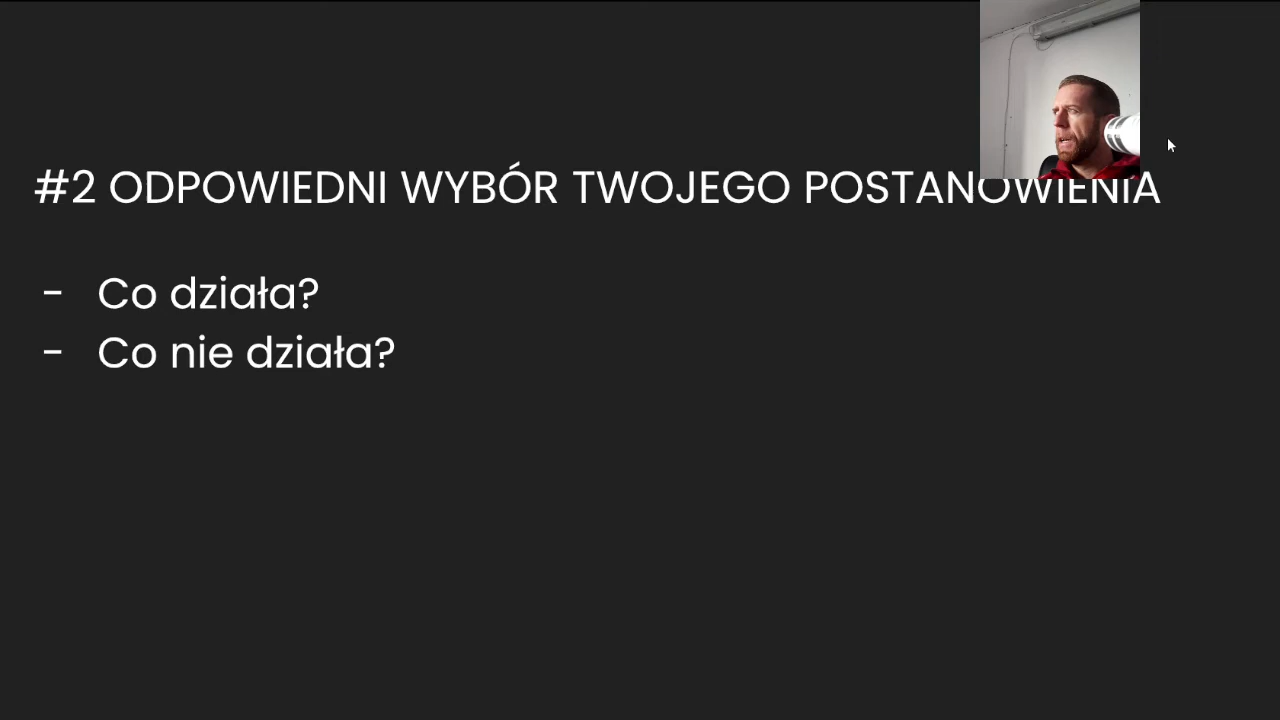 #2 ODPOWIEDNI WYBÓR TWOJEGO POSTANOWIENIA
- Co działa?
- Co nie działa?